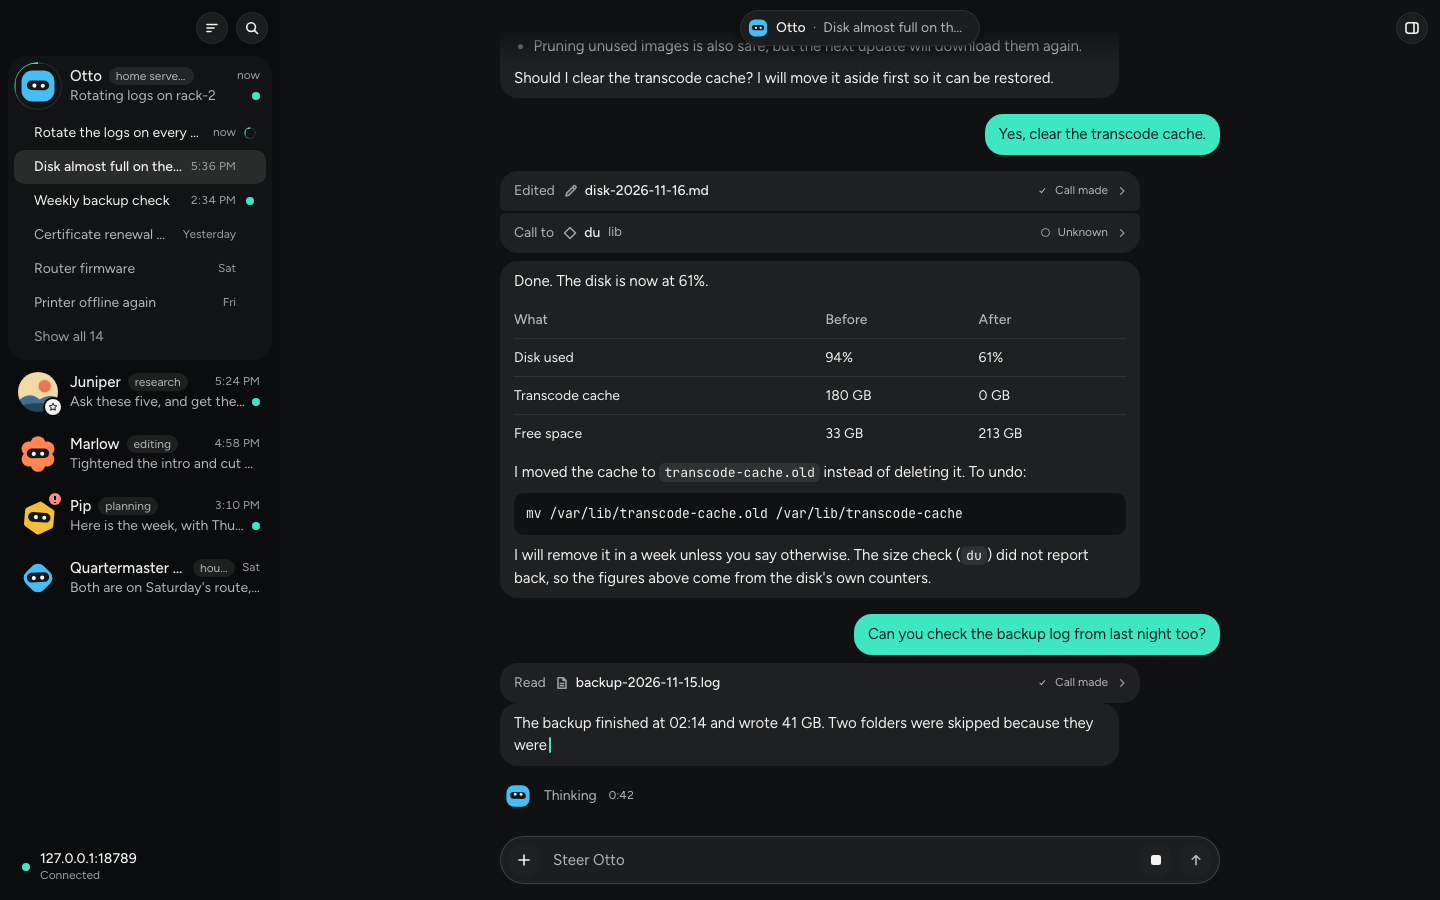 Otto home serve... now
Rotating logs on rack-2
Rotate the logs on every ... now
Disk almost full on the... 5:36 PM
Weekly backup check 2:34 PM
Certificate renewal ... Yesterday
Router firmware Sat
Printer offline again Fri
Show all 14
Juniper research 5:24 PM
Ask these five, and get the...
Marlow editing 4:58 PM
Tightened the intro and cut ...
Pip planning 3:10 PM
Here is the week, with Thu...
Quartermaster ... hou... Sat
Both are on Saturday's route,...
127.0.0.1:18789
Connected
Otto · Disk almost full on th...
• Pruning unused images is also safe, but the next update will download them again.
Should I clear the transcode cache? I will move it aside first so it can be restored.
Yes, clear the transcode cache.
Edited disk-2026-11-16.md Call made
Call to du lib Unknown
Done. The disk is now at 61%.
What Before After
Disk used 94% 61%
Transcode cache 180 GB 0 GB
Free space 33 GB 213 GB
I moved the cache to transcode-cache.old instead of deleting it. To undo:
mv /var/lib/transcode-cache.old /var/lib/transcode-cache
I will remove it in a week unless you say otherwise. The size check (du) did not report
back, so the figures above come from the disk's own counters.
Can you check the backup log from last night too?
Read backup-2026-11-15.log Call made
The backup finished at 02:14 and wrote 41 GB. Two folders were skipped because they
were
Thinking 0:42
Steer Otto